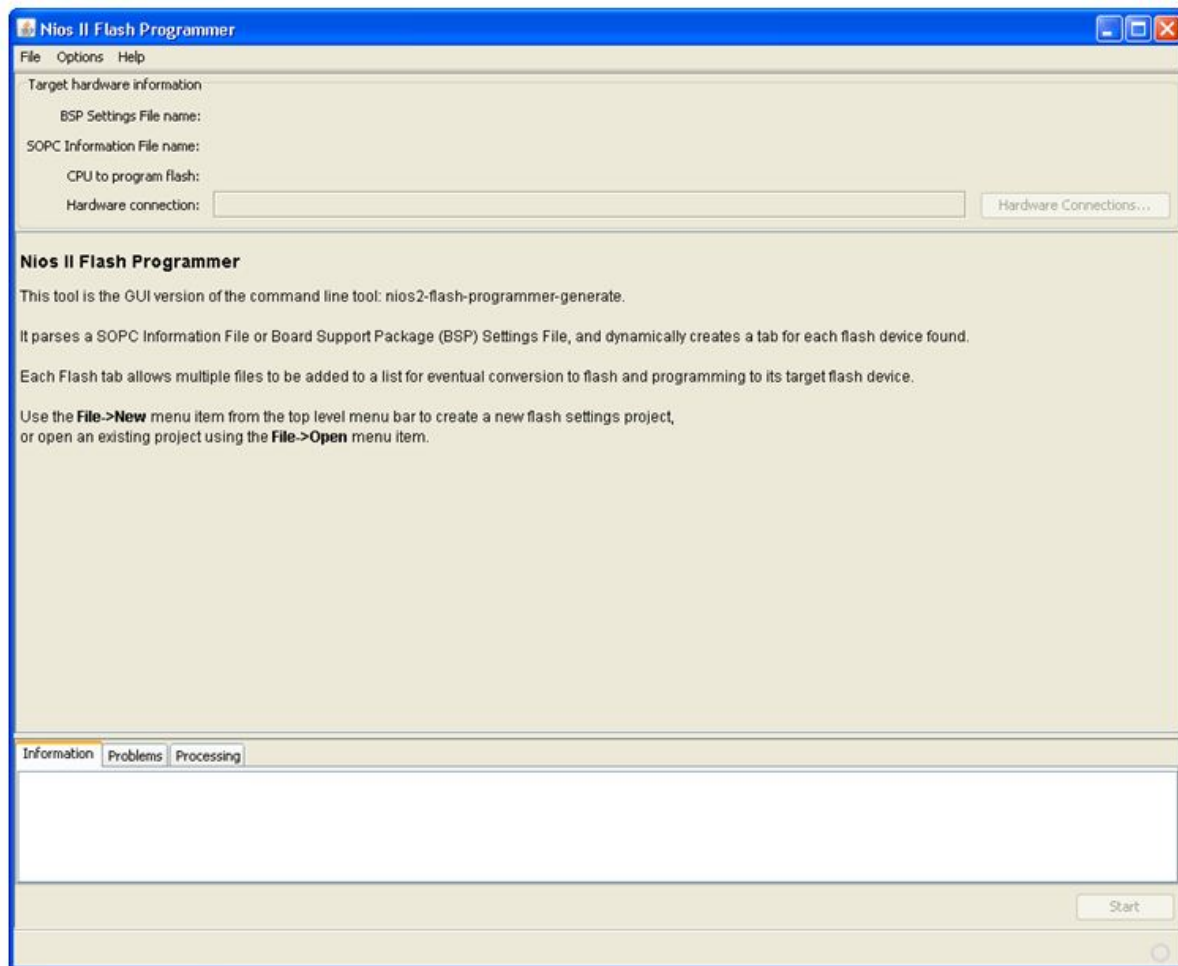 Nios II Flash Programmer
File Options Help
Target hardware information
BSP Settings File name:
SOPC Information File name:
CPU to program flash:
Hardware connection:
Hardware Connections...
Nios II Flash Programmer
This tool is the GUI version of the command line tool: nios2-flash-programmer-generate.
It parses a SOPC Information File or Board Support Package (BSP) Settings File, and dynamically creates a tab for each flash device found.
Each Flash tab allows multiple files to be added to a list for eventual conversion to flash and programming to its target flash device.
Use the File->New menu item from the top level menu bar to create a new flash settings project,
or open an existing project using the File->Open menu item.
Information Problems Processing
Start